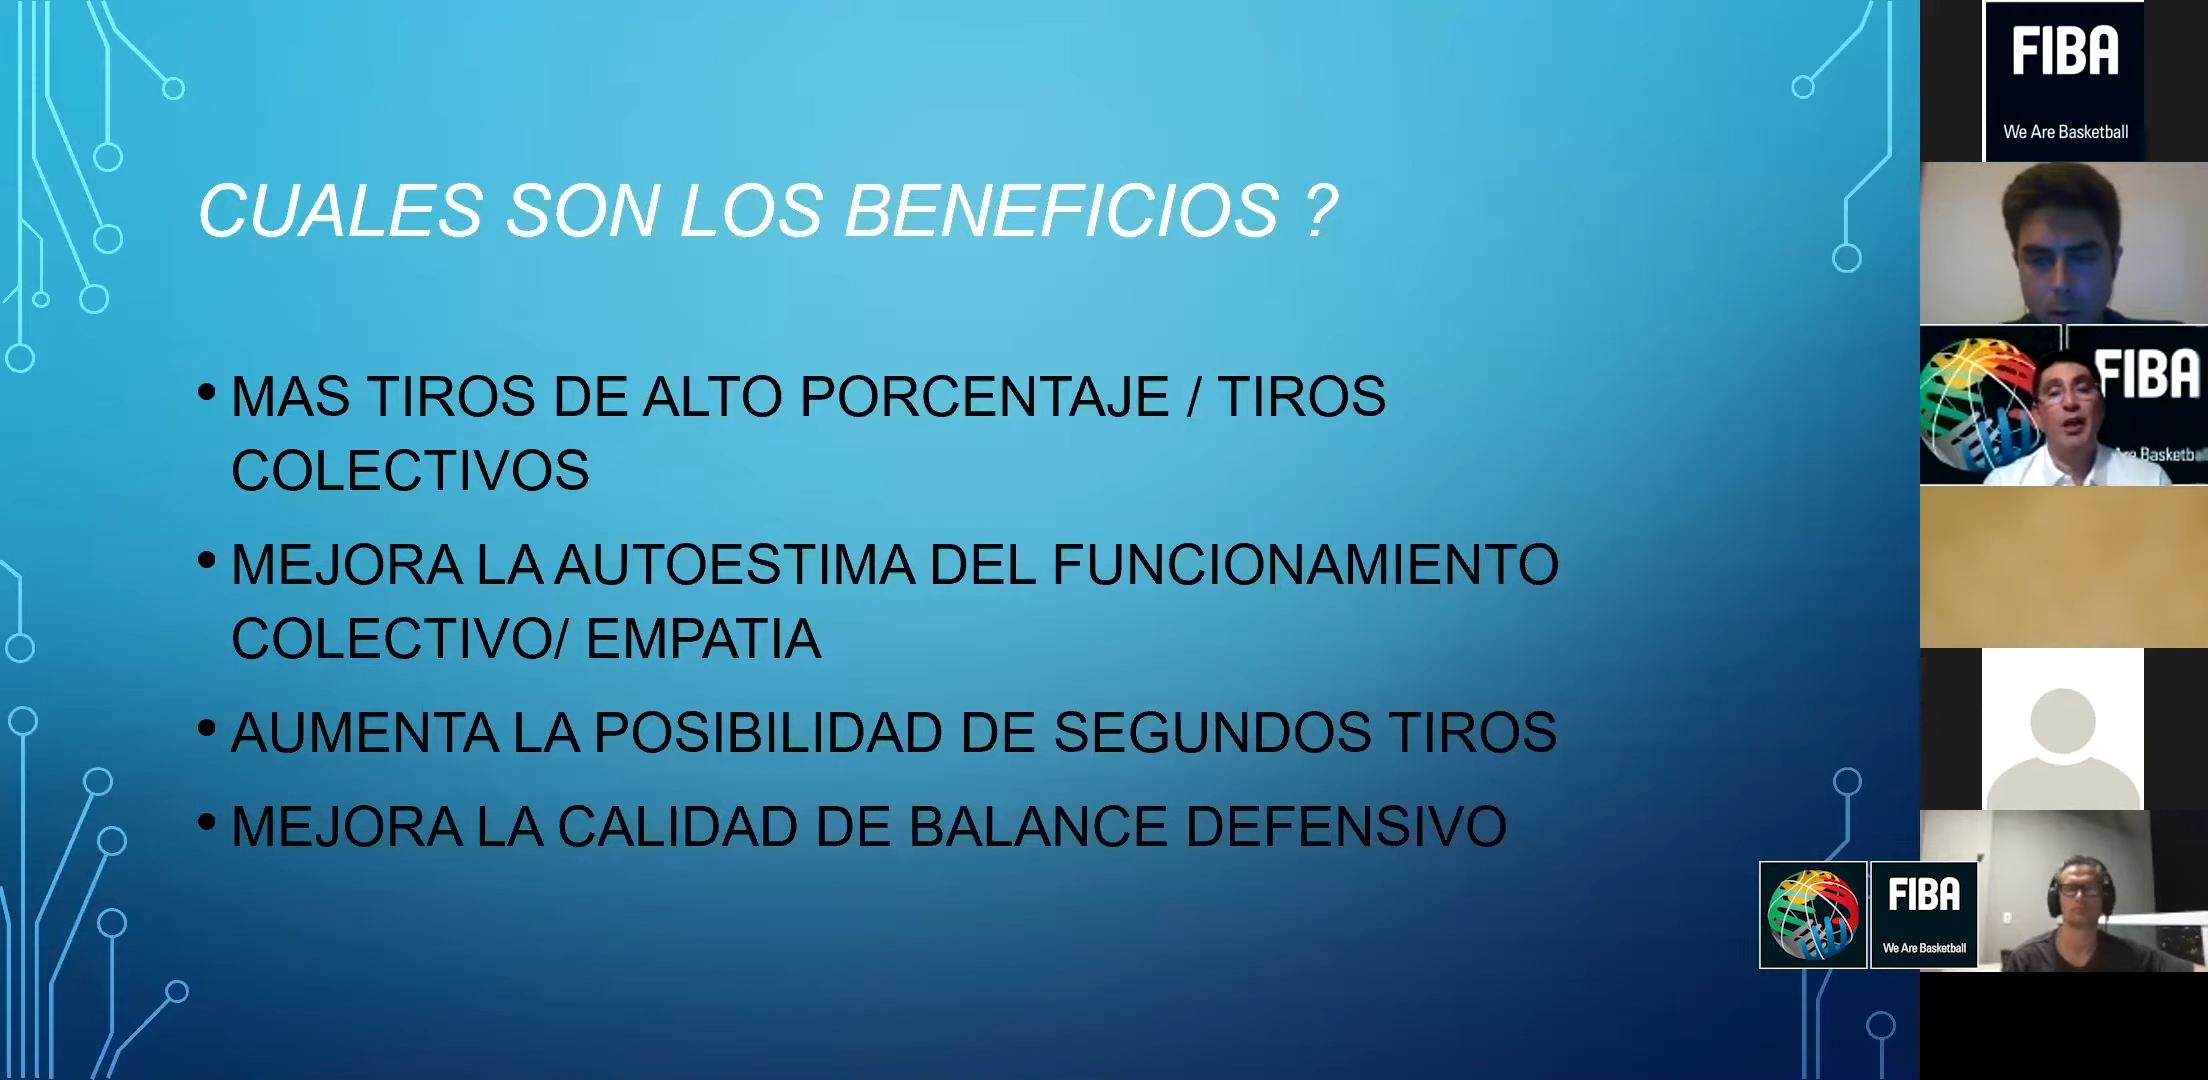 CUALES SON LOS BENEFICIOS ?
• MAS TIROS DE ALTO PORCENTAJE / TIROS
COLECTIVOS
• MEJORA LA AUTOESTIMA DEL FUNCIONAMIENTO
COLECTIVO/ EMPATIA
• AUMENTA LA POSIBILIDAD DE SEGUNDOS TIROS
• MEJORA LA CALIDAD DE BALANCE DEFENSIVO
FIBA
We Are Basketball
FIBA
Are Basketba
FIBA
We Are Basketball